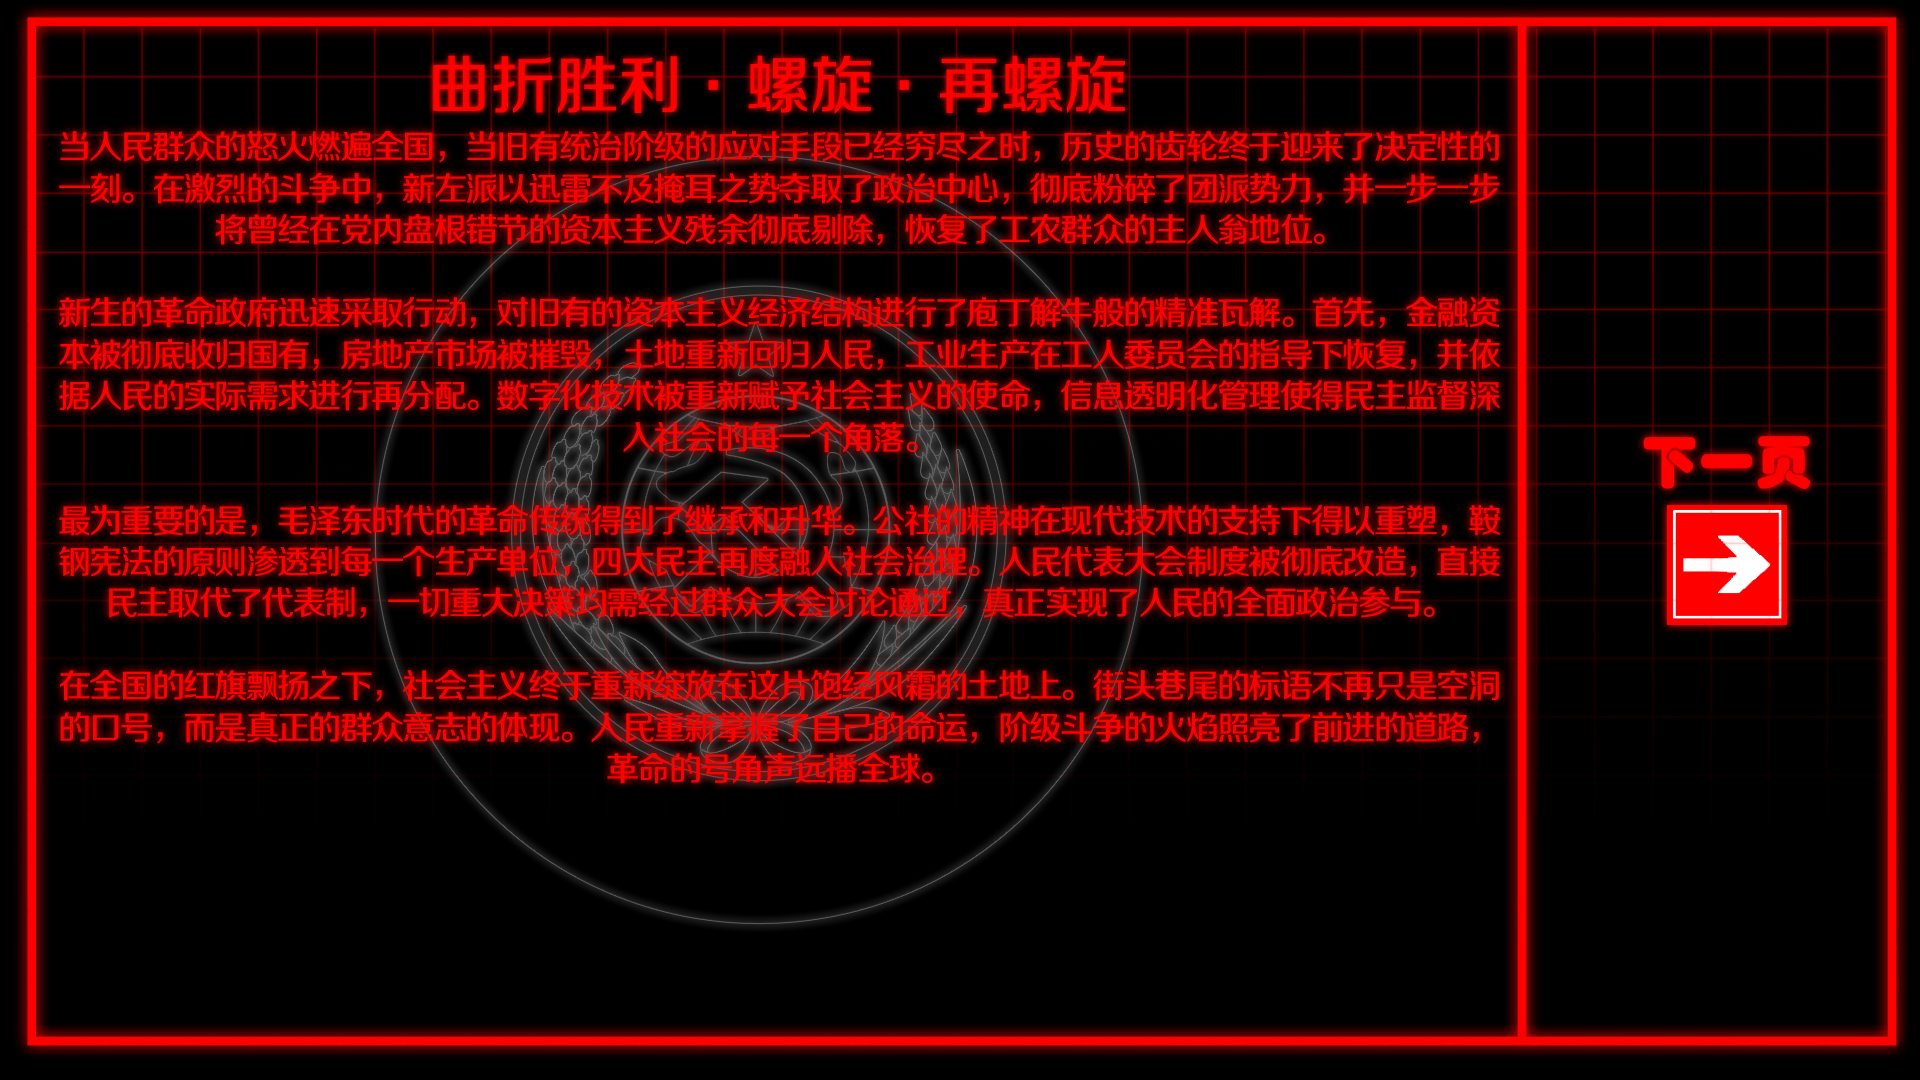 曲折胜利·螺旋·再螺旋
当人民群众的怒火燃遍全国，当旧有统治阶级的应对手段已经穷尽之时，历史的齿轮终于迎来了决定性的
一刻。在激烈的斗争中，新左派以迅雷不及掩耳之势夺取了政治中心，彻底粉碎了团派势力，并一步一步
将曾经在党内盘根错节的资本主义残余彻底剔除，恢复了工农群众的主人翁地位。
新生的革命政府迅速采取行动，对旧有的资本主义经济结构进行了庖丁解牛般的精准瓦解。首先，金融资
本被彻底收归国有，房地产市场被摧毁，土地重新回归人民，工业生产在工人委员会的指导下恢复，并依
据人民的实际需求进行再分配。数字化技术被重新赋予社会主义的使命，信息透明化管理使得民主监督深
入社会的每一个角落。
最为重要的是，毛泽东时代的革命传统得到了继承和升华。公社的精神在现代技术的支持下得以重塑，鞍
钢宪法的原则渗透到每一个生产单位，四大民主再度融入社会治理。人民代表大会制度被彻底改造，直接
民主取代了代表制，一切重大决策均需经过群众大会讨论通过，真正实现了人民的全面政治参与。
在全国的红旗飘扬之下，社会主义终于重新绽放在这片饱经风霜的土地上。街头巷尾的标语不再只是空洞
的口号，而是真正的群众意志的体现。人民重新掌握了自己的命运，阶级斗争的火焰照亮了前进的道路，
革命的号角声远播全球。
下一页